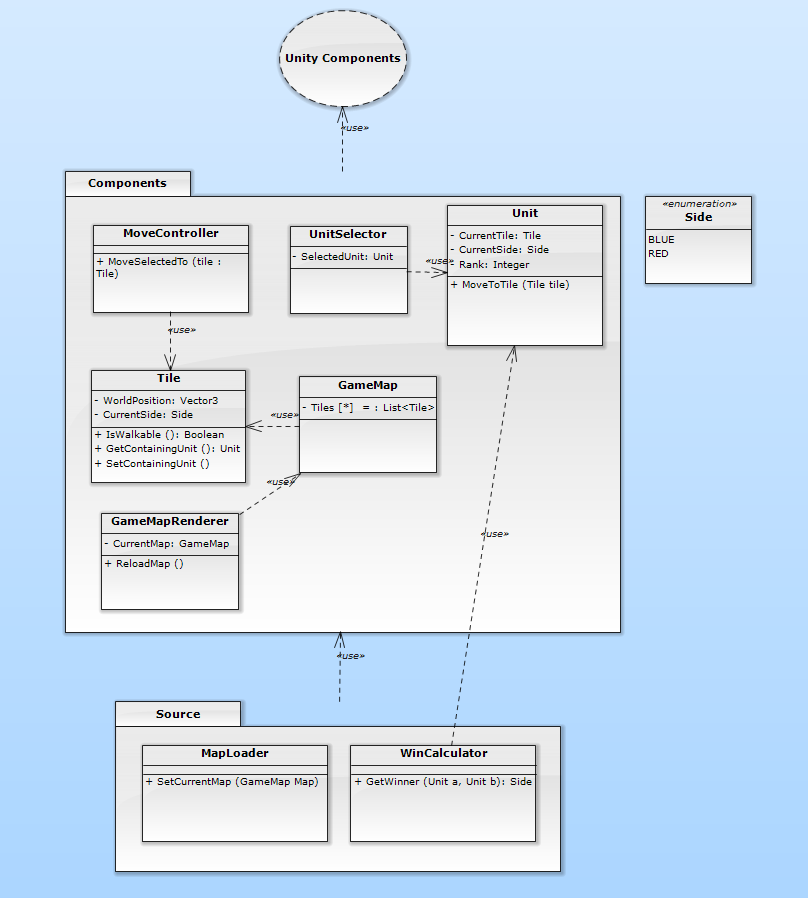 Unity Components
«use»
Components
MoveController
+ MoveSelectedTo (tile :
Tile)
UnitSelector
- SelectedUnit: Unit
«use»
Unit
- CurrentTile: Tile
- CurrentSide: Side
- Rank: Integer
+ MoveToTile (Tile tile)
«enumeration»
Side
BLUE
RED
«use»
Tile
- WorldPosition: Vector3
- CurrentSide: Side
+ IsWalkable (): Boolean
+ GetContainingUnit (): Unit
+ SetContainingUnit ()
«use»
GameMap
- Tiles [*]  = : List<Tile>
«use»
GameMapRenderer
- CurrentMap: GameMap
+ ReloadMap ()
«use»
«use»
Source
MapLoader
+ SetCurrentMap (GameMap Map)
WinCalculator
+ GetWinner (Unit a, Unit b): Side